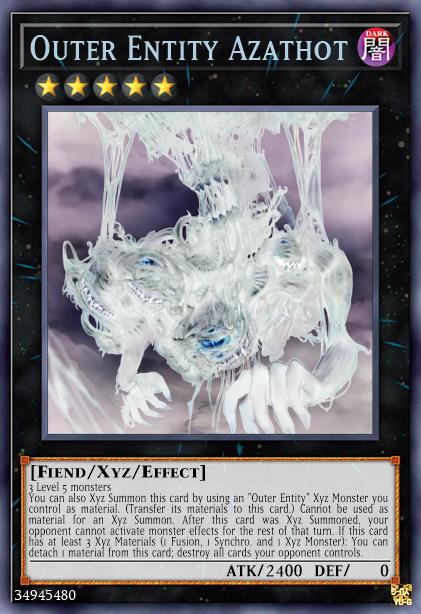 OUTER ENTITY AZATHOT
DARK
闇
[FIEND/XYZ/EFFECT]
3 Level 5 monsters
You can also Xyz Summon this card by using an "Outer Entity" Xyz Monster you
control as material. (Transfer its materials to this card.) Cannot be used as
material for an Xyz Summon. After this card was Xyz Summoned, your
opponent cannot activate monster effects for the rest of that turn. If this card
has at least 3 Xyz Materials (1 Fusion, 1 Synchro, and 1 Xyz Monster): You can
detach 1 material from this card; destroy all cards your opponent controls.
ATK/2400 DEF/ 0
34945480